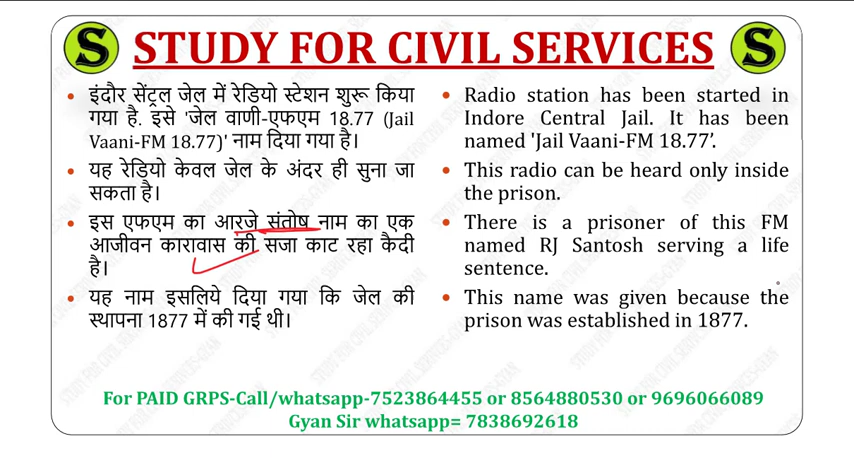 S STUDY FOR CIVIL SERVICES S
• इंदौर सेंट्रल जेल में रेडियो स्टेशन शुरू किया
गया है. इसे 'जेल वाणी-एफएम 18.77 (Jail
Vaani-FM 18.77)' नाम दिया गया है।
• यह रेडियो केवल जेल के अंदर ही सुना जा
सकता है।
• इस एफएम का आरजे संतोष नाम का एक
आजीवन कारावास की सजा काट रहा कैदी
है।
• यह नाम इसलिये दिया गया कि जेल की
स्थापना 1877 में की गई थी।
• Radio station has been started in
Indore Central Jail. It has been
named 'Jail Vaani-FM 18.77’.
• This radio can be heard only inside
the prison.
• There is a prisoner of this FM
named RJ Santosh serving a life
sentence.
• This name was given because the
prison was established in 1877.
For PAID GRPS-Call/whatsapp-7523864455 or 8564880530 or 9696066089
Gyan Sir whatsapp= 7838692618